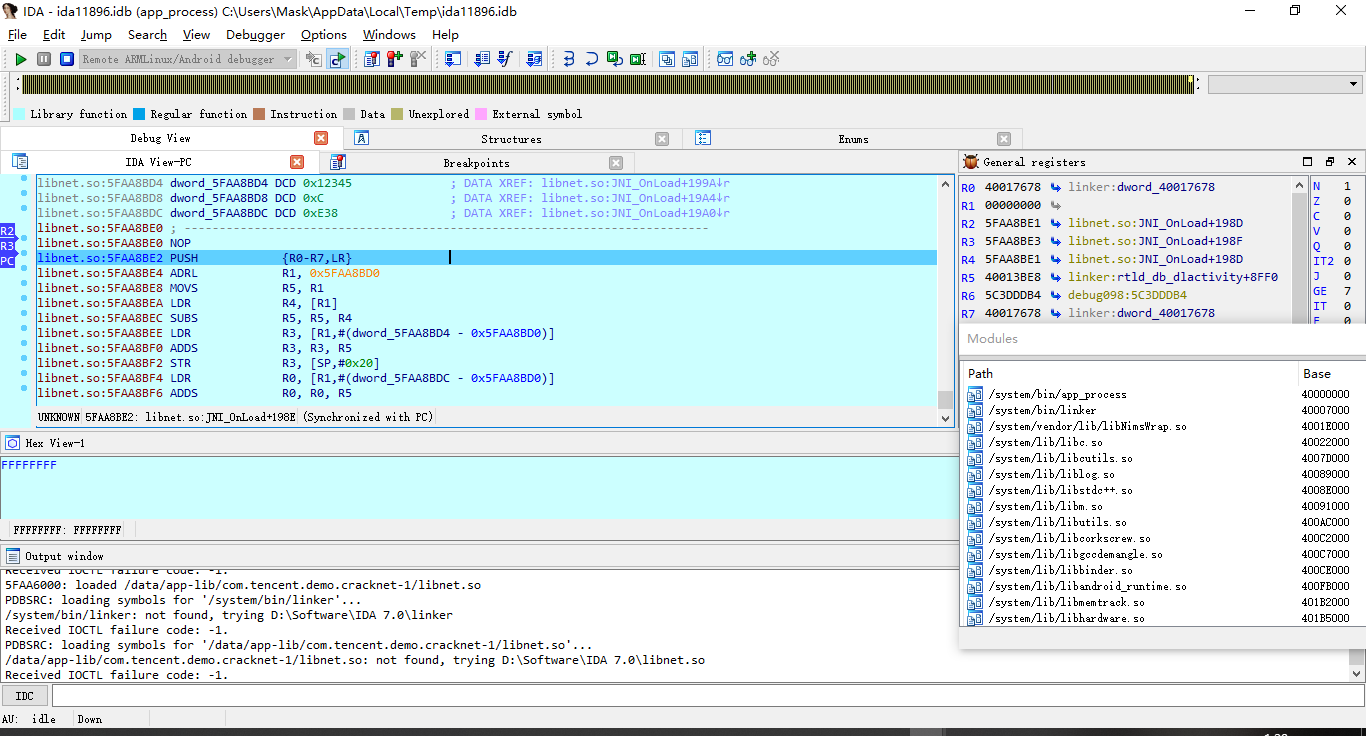 IDA - ida11896.idb (app_process) C:\Users\Mask\AppData\Local\Temp\ida11896.idb
File Edit Jump Search View Debugger Options Windows Help
Remote ARMLinux/Android debugger
Library function Regular function Instruction Data Unexplored External symbol
Debug View Structures Enums
IDA View-PC Breakpoints
libnet.so:5FAA8BD4 dword_5FAA8BD4 DCD 0x12345 ; DATA XREF: libnet.so:JNI_OnLoad+199A↓r
libnet.so:5FAA8BD8 dword_5FAA8BD8 DCD 0xC ; DATA XREF: libnet.so:JNI_OnLoad+19A4↓r
libnet.so:5FAA8BDC dword_5FAA8BDC DCD 0xE38 ; DATA XREF: libnet.so:JNI_OnLoad+19A0↓r
libnet.so:5FAA8BE0 ; ---------------------------------------------------------------------------
libnet.so:5FAA8BE0 NOP
libnet.so:5FAA8BE2 PUSH {R0-R7,LR}
libnet.so:5FAA8BE4 ADRL R1, 0x5FAA8BD0
libnet.so:5FAA8BE8 MOVS R5, R1
libnet.so:5FAA8BEA LDR R4, [R1]
libnet.so:5FAA8BEC SUBS R5, R5, R4
libnet.so:5FAA8BEE LDR R3, [R1,#(dword_5FAA8BD4 - 0x5FAA8BD0)]
libnet.so:5FAA8BF0 ADDS R3, R3, R5
libnet.so:5FAA8BF2 STR R3, [SP,#0x20]
libnet.so:5FAA8BF4 LDR R0, [R1,#(dword_5FAA8BDC - 0x5FAA8BD0)]
libnet.so:5FAA8BF6 ADDS R0, R0, R5
R2
R3
PC
UNKNOWN 5FAA8BE2: libnet.so:JNI_OnLoad+198E (Synchronized with PC)
General registers
R0 40017678 linker:dword_40017678
R1 00000000
R2 5FAA8BE1 libnet.so:JNI_OnLoad+198D
R3 5FAA8BE3 libnet.so:JNI_OnLoad+198F
R4 5FAA8BE1 libnet.so:JNI_OnLoad+198D
R5 40013BE8 linker:rtld_db_dlactivity+8FF0
R6 5C3DDDB4 debug098:5C3DDDB4
R7 40017678 linker:dword_40017678
N 1
Z 0
C 0
V 0
Q 0
IT2 0
J 0
GE 7
IT 0
Modules
Path Base
/system/bin/app_process 40000000
/system/bin/linker 40007000
/system/vendor/lib/libNimsWrap.so 4001E000
/system/lib/libc.so 40022000
/system/lib/libcutils.so 4007D000
/system/lib/liblog.so 40089000
/system/lib/libstdc++.so 4008E000
/system/lib/libm.so 40091000
/system/lib/libutils.so 400AC000
/system/lib/libcorkscrew.so 400C2000
/system/lib/libgccdemangle.so 400C7000
/system/lib/libbinder.so 400CE000
/system/lib/libandroid_runtime.so 400FB000
/system/lib/libmemtrack.so 401B2000
/system/lib/libhardware.so 401B5000
Hex View-1
FFFFFFFF
FFFFFFFF: FFFFFFFF
Output window
Received IOCTL failure code: -1.
5FAA6000: loaded /data/app-lib/com.tencent.demo.cracknet-1/libnet.so
PDBSRC: loading symbols for '/system/bin/linker'...
/system/bin/linker: not found, trying D:\Software\IDA 7.0\linker
Received IOCTL failure code: -1.
PDBSRC: loading symbols for '/data/app-lib/com.tencent.demo.cracknet-1/libnet.so'...
/data/app-lib/com.tencent.demo.cracknet-1/libnet.so: not found, trying D:\Software\IDA 7.0\libnet.so
Received IOCTL failure code: -1.
IDC
AU: idle Down